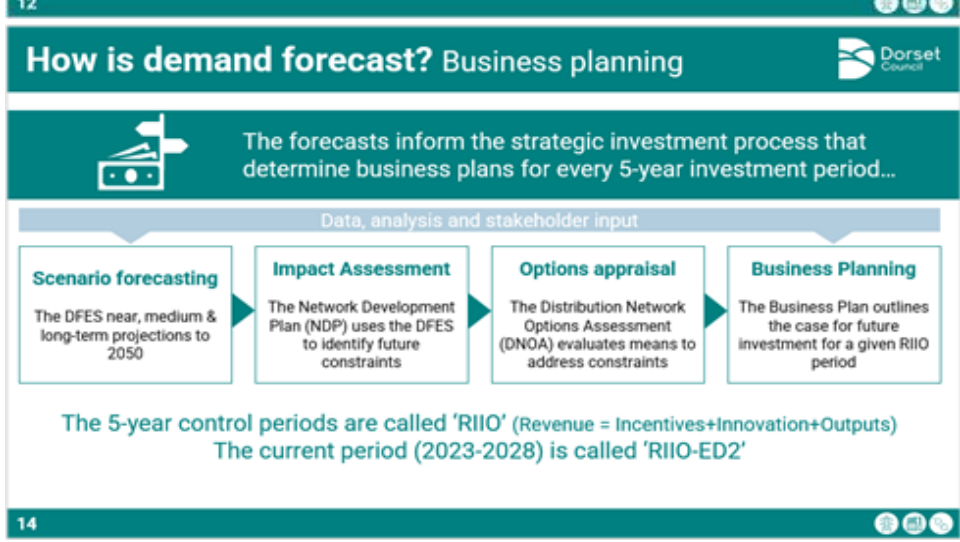 12
How is demand forecast? Business planning
Dorset
Council
The forecasts inform the strategic investment process that
determine business plans for every 5-year investment period...
Data, analysis and stakeholder input
Scenario forecasting
The DFES near, medium &
long-term projections to
2050
Impact Assessment
The Network Development
Plan (NDP) uses the DFES
to identify future
constraints
Options appraisal
The Distribution Network
Options Assessment
(DNOA) evaluates means to
address constraints
Business Planning
The Business Plan outlines
the case for future
investment for a given RIIO
period
The 5-year control periods are called ‘RIIO’ (Revenue = Incentives+Innovation+Outputs)
The current period (2023-2028) is called ‘RIIO-ED2’
14